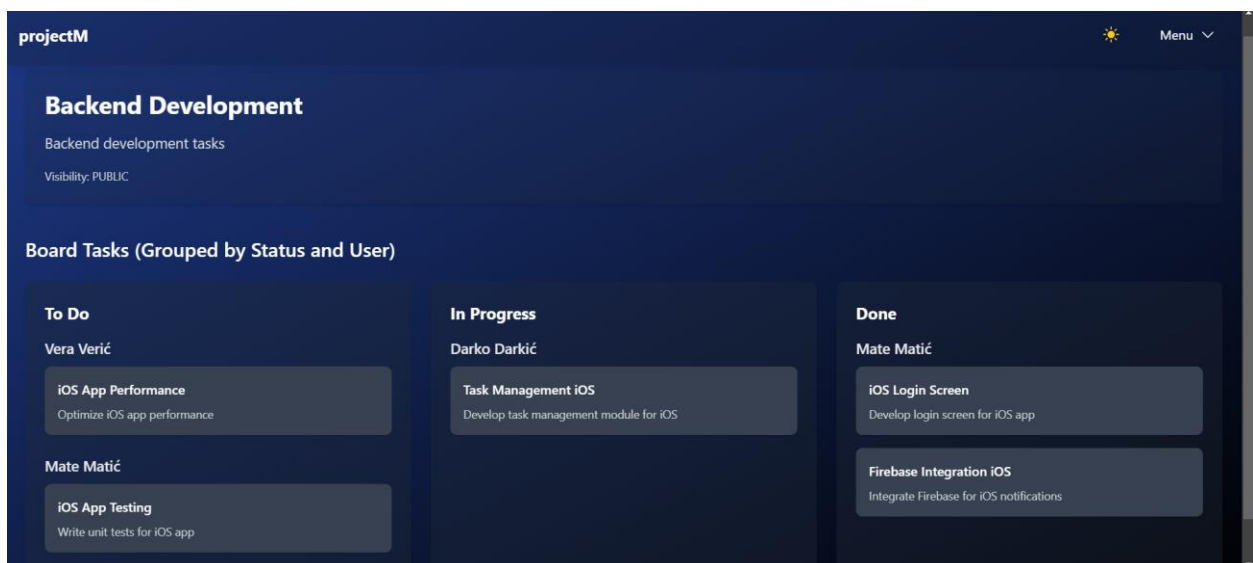 projectM
Menu
Backend Development
Backend development tasks
Visibility: PUBLIC
Board Tasks (Grouped by Status and User)
To Do
Vera Verić
iOS App Performance
Optimize iOS app performance
Mate Matić
iOS App Testing
Write unit tests for iOS app
In Progress
Darko Darkić
Task Management iOS
Develop task management module for iOS
Done
Mate Matić
iOS Login Screen
Develop login screen for iOS app
Firebase Integration iOS
Integrate Firebase for iOS notifications